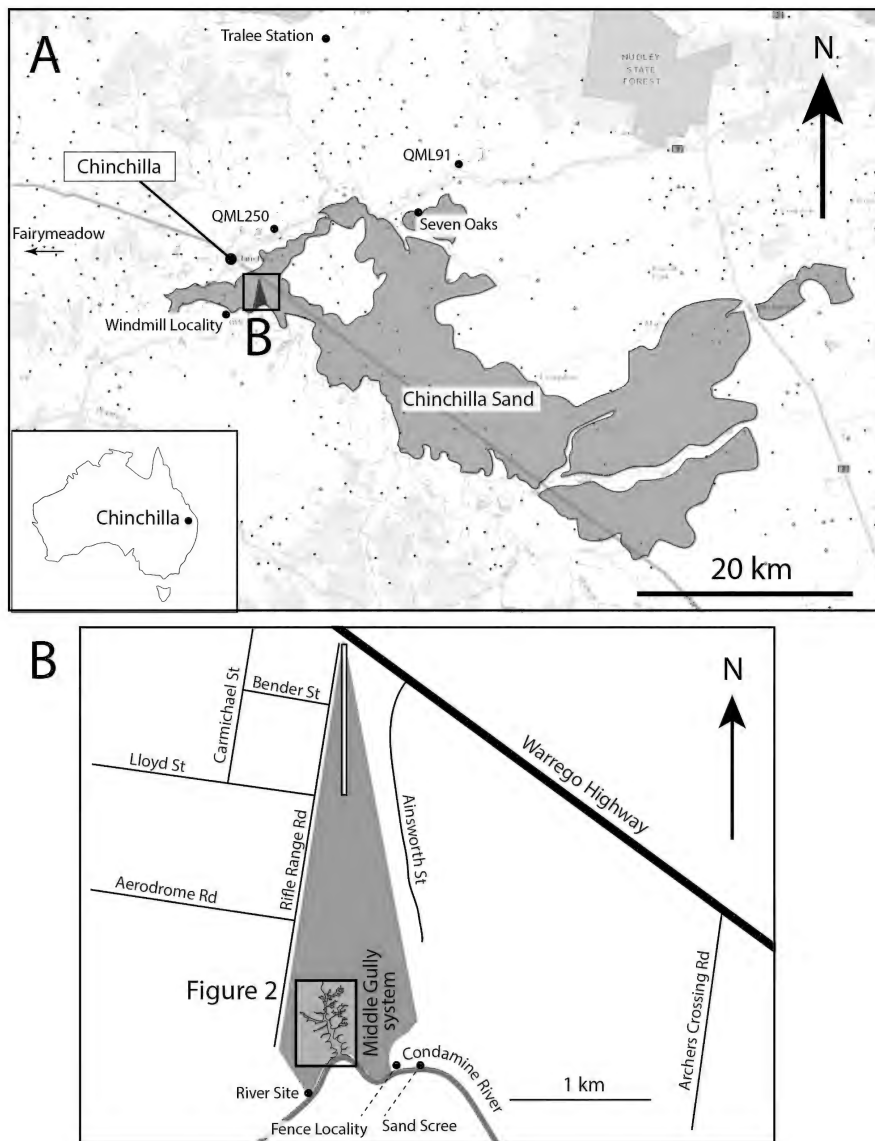 A
Tralee Station
NUDLEY
STATE
FOREST
N
QML91
Chinchilla
QML250
Seven Oaks
Fairymeadow
Windmill Locality
B
Chinchilla Sand
Chinchilla
20 km
B
N
Carmichael St
Bender St
Lloyd St
Warrego Highway
Ainsworth St
Rifle Range Rd
Aerodrome Rd
Figure 2
Middle Gully
system
Archers Crossing Rd
Condamine River
River Site
1 km
Fence Locality
Sand Scree